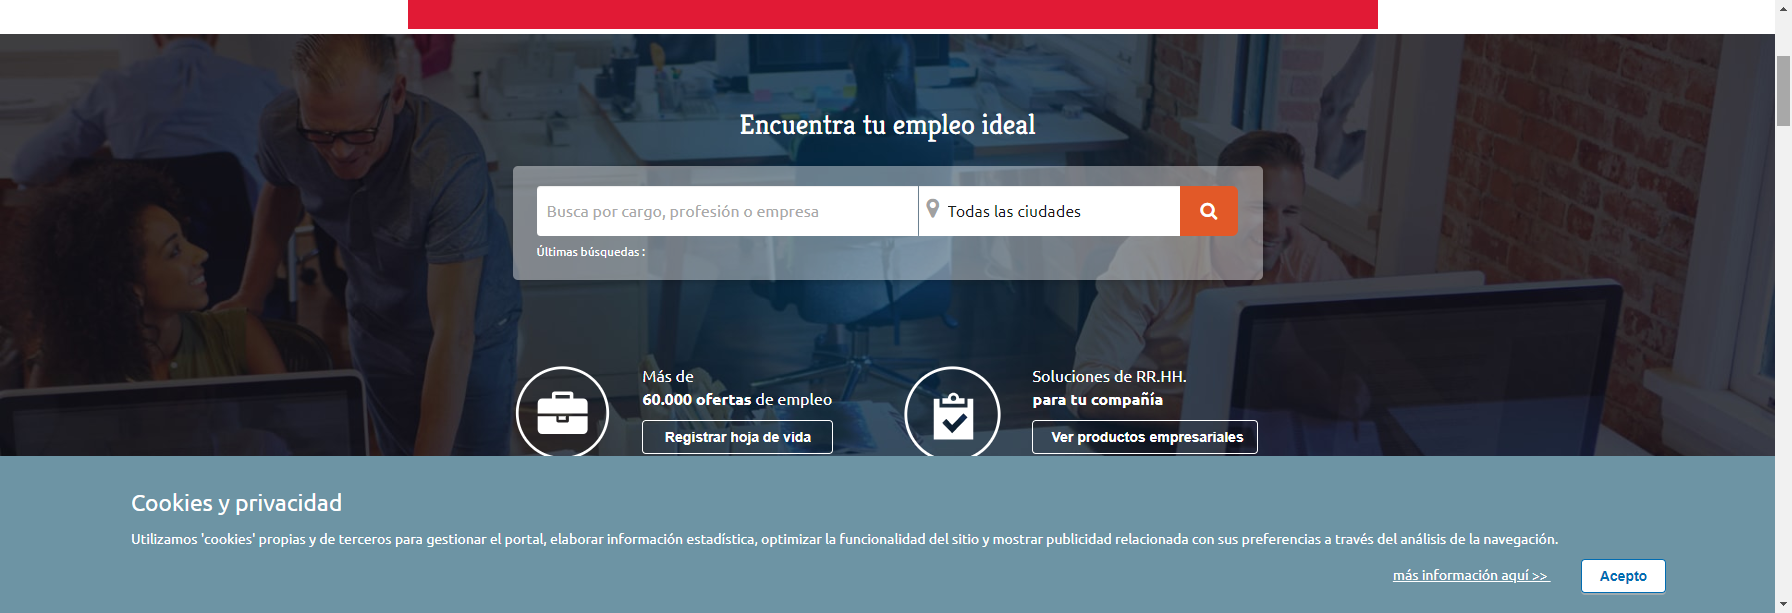 Encuentra tu empleo ideal
Busca por cargo, profesión o empresa
Todas las ciudades
Últimas búsquedas :
Más de
60.000 ofertas de empleo
Registrar hoja de vida
Soluciones de RR.HH.
para tu compañía
Ver productos empresariales
Cookies y privacidad
Utilizamos 'cookies' propias y de terceros para gestionar el portal, elaborar información estadística, optimizar la funcionalidad del sitio y mostrar publicidad relacionada con sus preferencias a través del análisis de la navegación.
más información aquí >>
Acepto